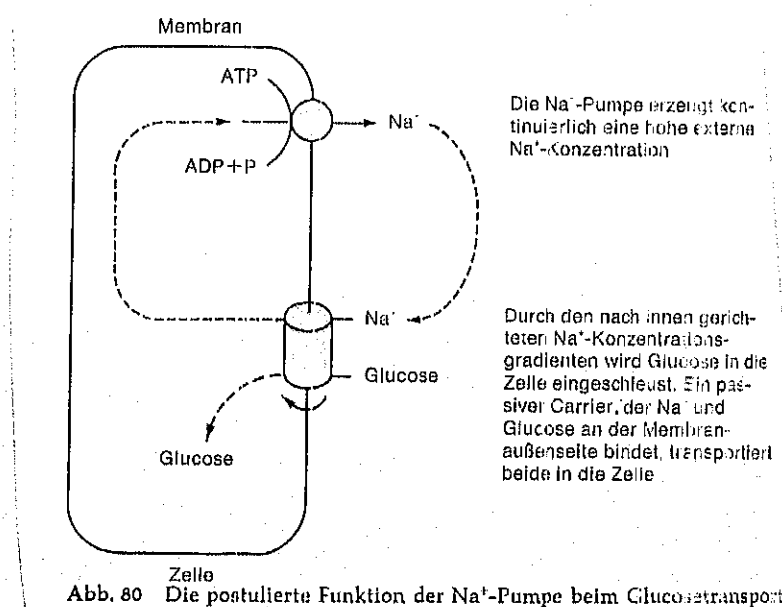 Membran
ATP
ADP+P
Na⁺
Die Na⁺-Pumpe erzeugt kon-
tinuierlich eine hohe externe
Na⁺-Konzentration
Na⁺
Glucose
Glucose
Durch den nach innen gerich-
teten Na⁺-Konzentrations-
gradienten wird Glucose in die
Zelle eingeschleust. Ein pas-
siver Carrier, der Na⁺ und
Glucose an der Membran-
außenseite bindet, transportiert
beide in die Zelle
Zelle
Abb. 80 Die postulierte Funktion der Na⁺-Pumpe beim Glucosetransport